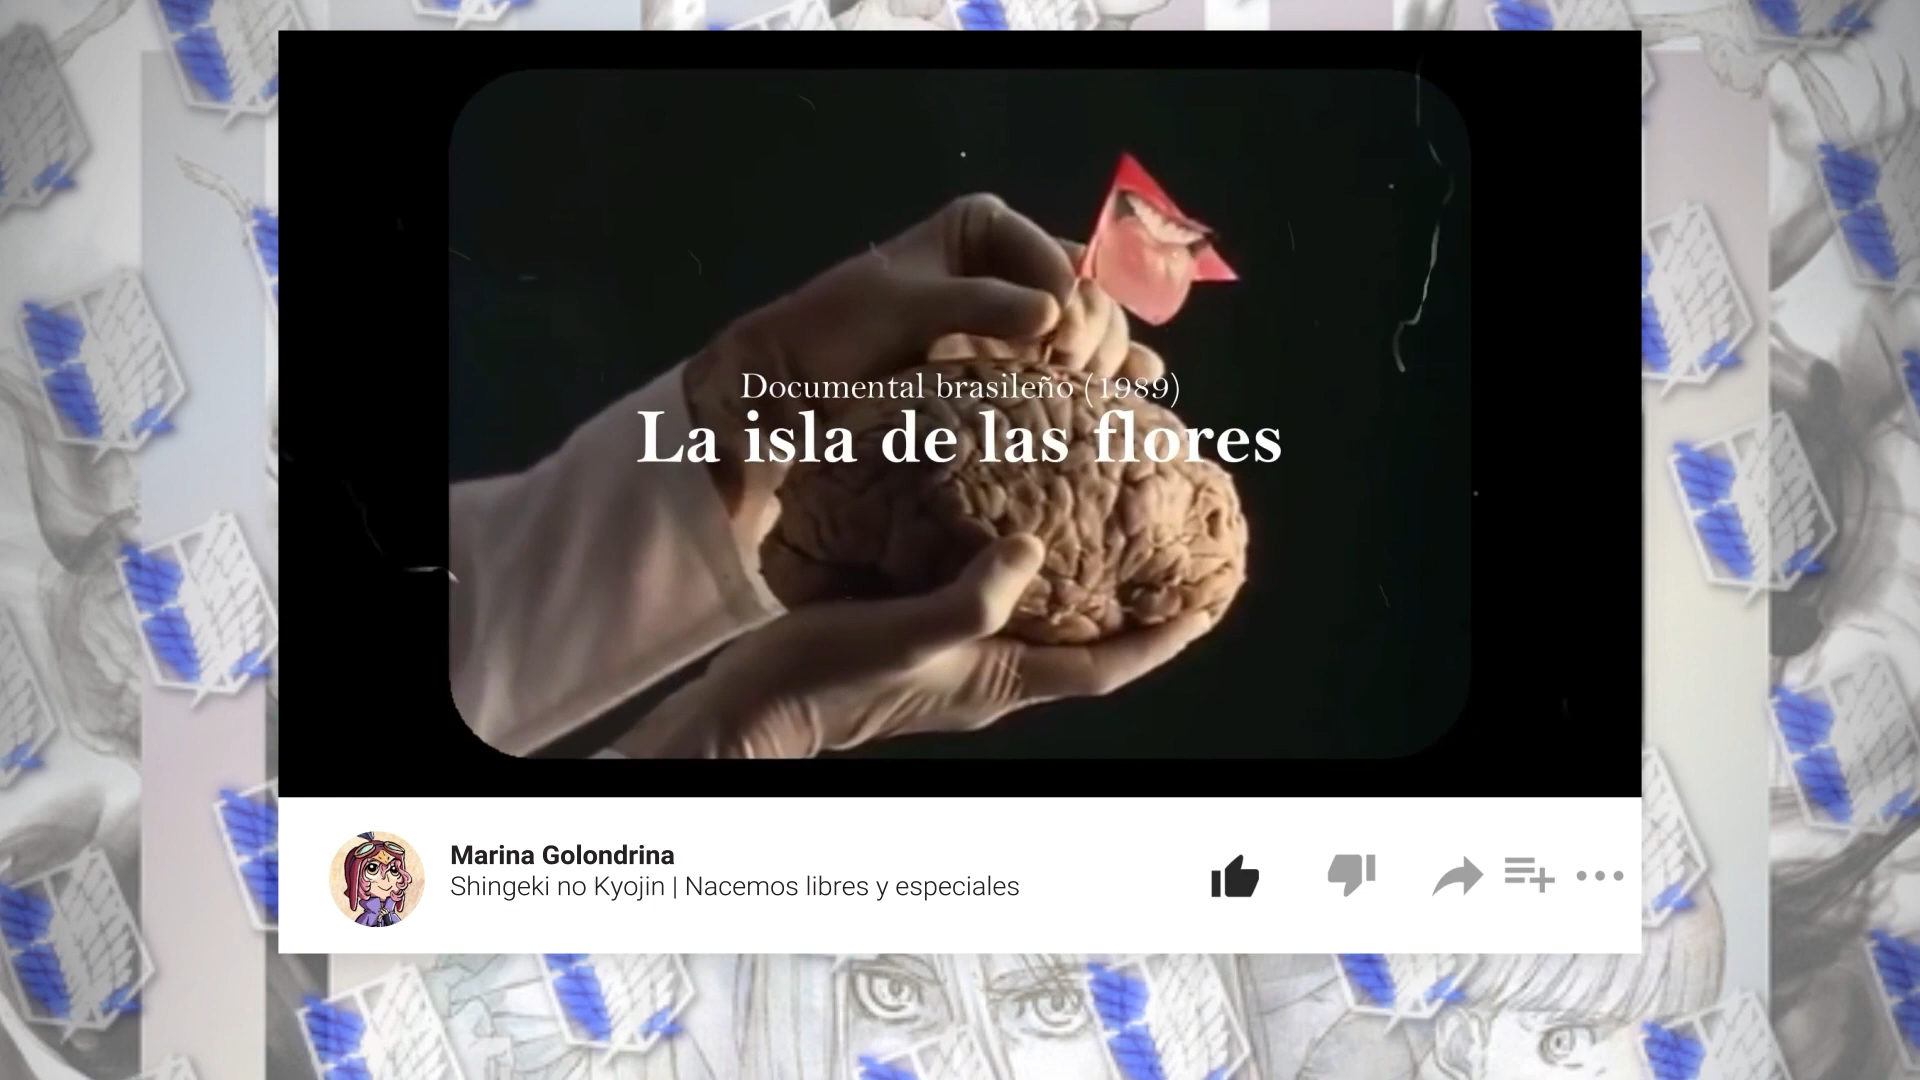 Documental brasileño (1989)
La isla de las flores
Marina Golondrina
Shingeki no Kyojin | Nacemos libres y especiales